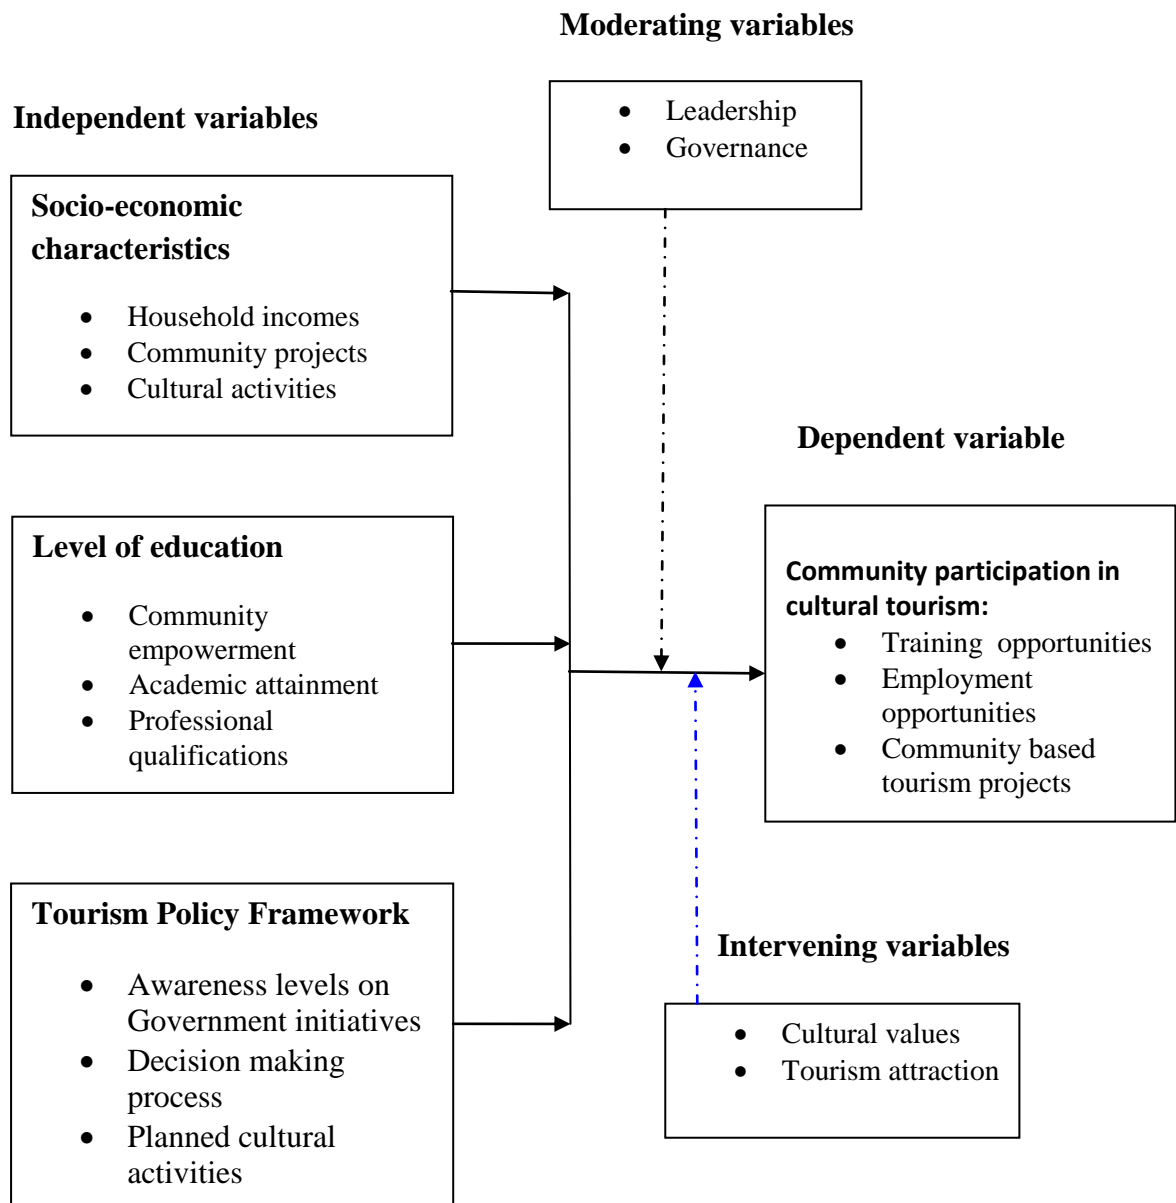 Moderating variables
• Leadership
• Governance
Independent variables
Socio-economic
characteristics
• Household incomes
• Community projects
• Cultural activities
Level of education
• Community
empowerment
• Academic attainment
• Professional
qualifications
Tourism Policy Framework
• Awareness levels on
Government initiatives
• Decision making
process
• Planned cultural
activities
Dependent variable
Community participation in
cultural tourism:
• Training opportunities
• Employment
opportunities
• Community based
tourism projects
Intervening variables
• Cultural values
• Tourism attraction